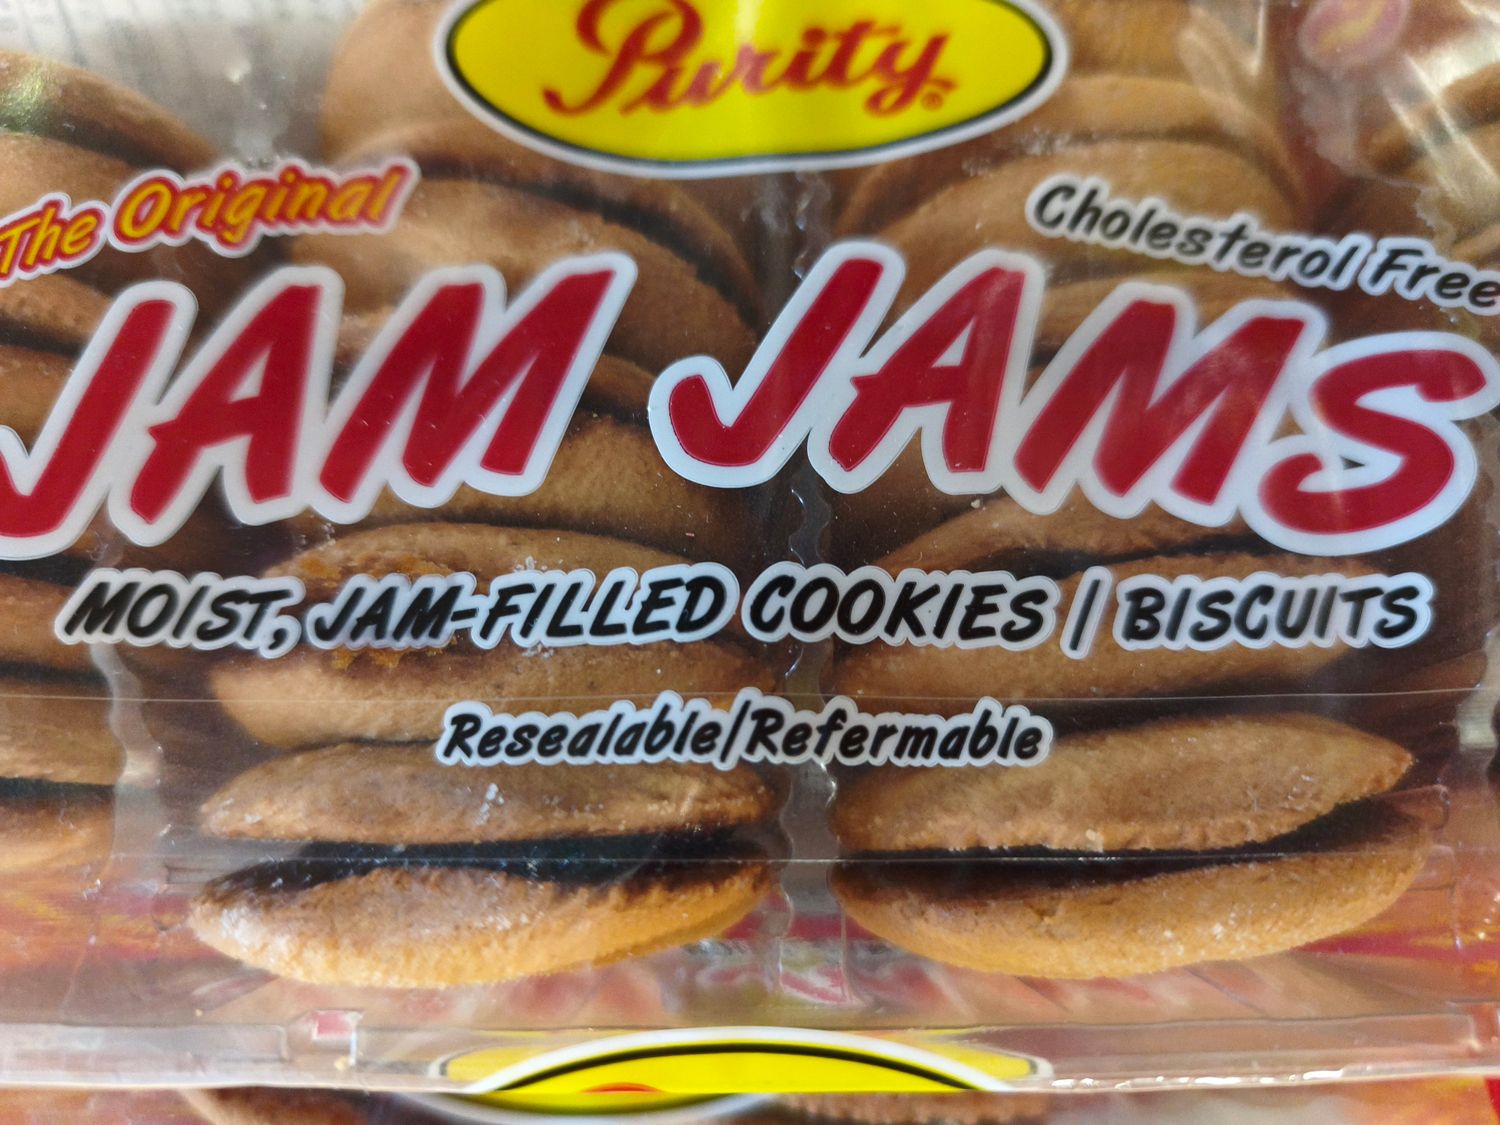 Purity®
The Original
Cholesterol Free
JAM JAMS
MOIST, JAM-FILLED COOKIES | BISCUITS
Resealable/Refermable